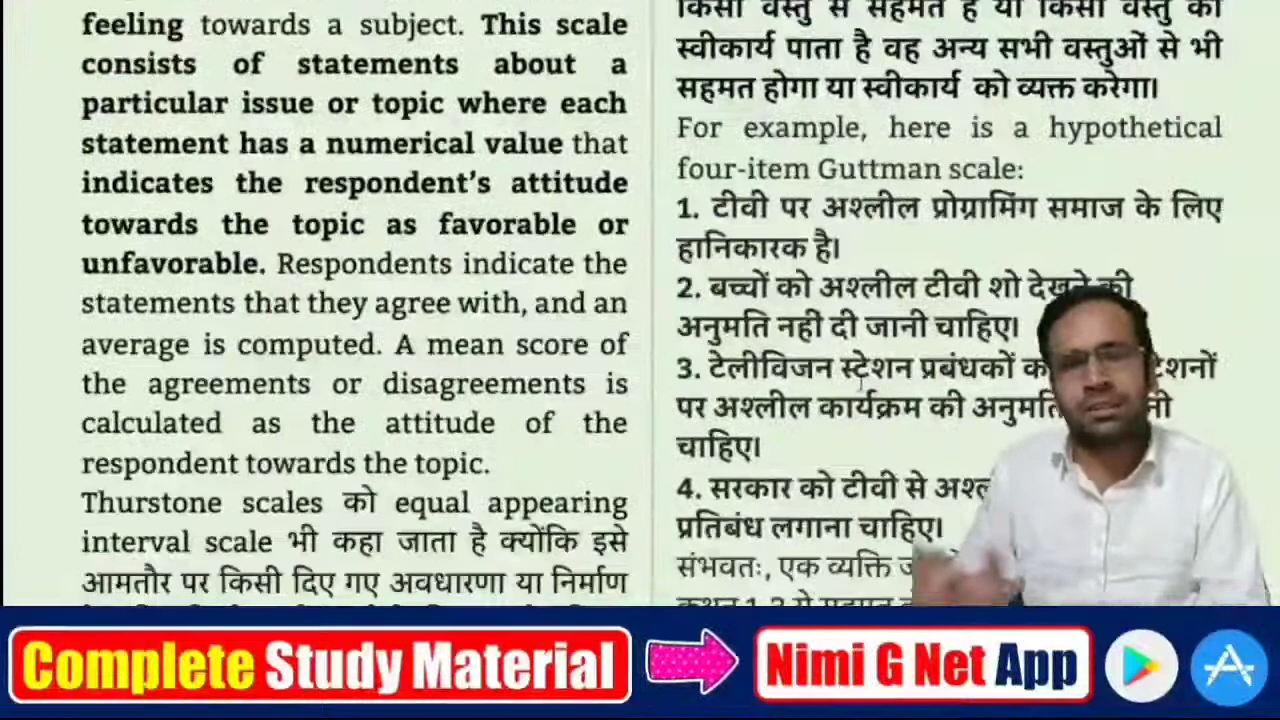 feeling towards a subject. This scale
consists of statements about a
particular issue or topic where each
statement has a numerical value that
indicates the respondent’s attitude
towards the topic as favorable or
unfavorable. Respondents indicate the
statements that they agree with, and an
average is computed. A mean score of
the agreements or disagreements is
calculated as the attitude of the
respondent towards the topic.
Thurstone scales को equal appearing
interval scale भी कहा जाता है क्योंकि इसे
आमतौर पर किसी दिए गए अवधारणा या निर्माण
किसी वस्तु से सहमत है या किसी वस्तु को
स्वीकार्य पाता है वह अन्य सभी वस्तुओं से भी
सहमत होगा या स्वीकार्य को व्यक्त करेगा।
For example, here is a hypothetical
four-item Guttman scale:
1. टीवी पर अश्लील प्रोग्रामिंग समाज के लिए
हानिकारक है।
2. बच्चों को अश्लील टीवी शो देखने की
अनुमति नहीं दी जानी चाहिए।
3. टेलीविजन स्टेशन प्रबंधकों
पर अश्लील कार्यक्रम की अनुमति
चाहिए।
4. सरकार को टीवी से
प्रतिबंध लगाना चाहिए।
संभवतः, एक व्यक्ति
Complete Study Material
Nimi G Net App